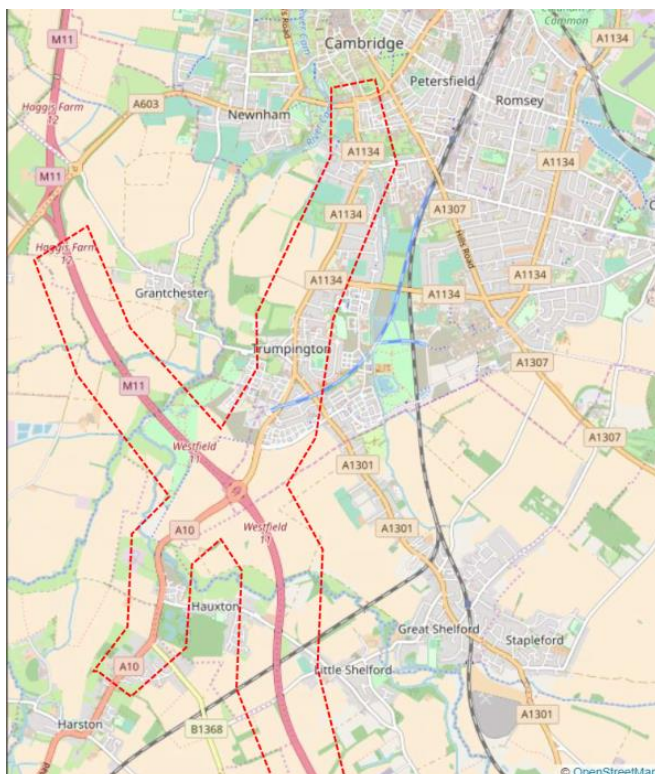 Common
M11
Cambridge
A1134
A1134
Petersfield
Haggis Farm
12
A603
Romsey
Newnham
A1134
A1134
M11
A1307
A1134
Hills Road
Haggis Farm
12
Grantchester
A1134
A1134
A1134
Trumpington
A1307
M11
Westfield
11
A1301
A1307
A10
Westfield
11
A1301
Hauxton
Great Shelford
Stapleford
A10
Little Shelford
Harston
B1368
A1301
© OpenStreetMap